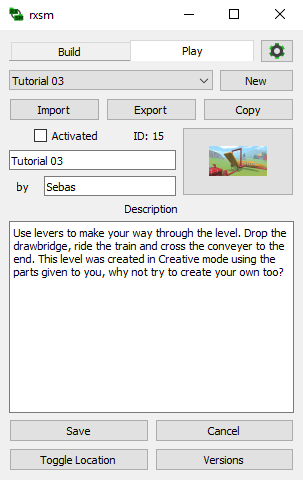 rxsm
Build Play
Tutorial 03 New
Import Export Copy
Activated ID: 15
Tutorial 03
by Sebas
Description
Use levers to make your way through the level. Drop the
drawbridge, ride the train and cross the conveyer to the
end. This level was created in Creative mode using the
parts given to you, why not try to create your own too?
Save Cancel
Toggle Location Versions